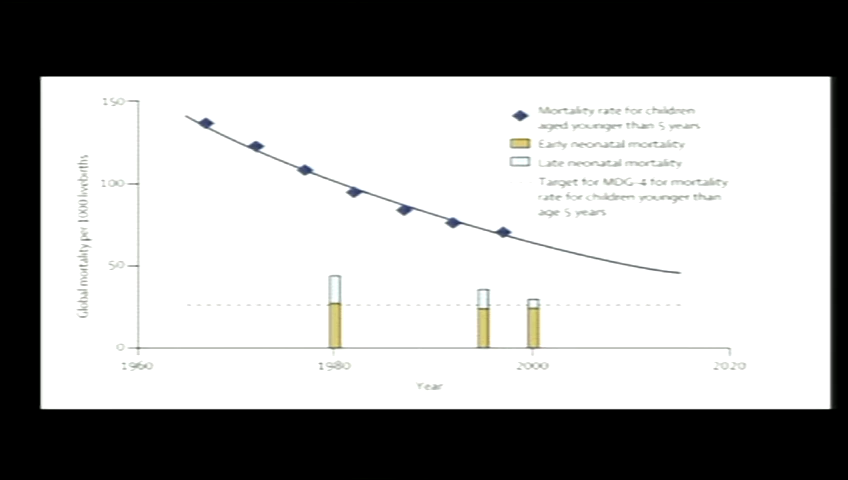 150
100
50
0
Global mortality per 1000 livebirths
1960
1980
2000
2020
Year
Mortality rate for children
aged younger than 5 years
Early neonatal mortality
Late neonatal mortality
Target for MDG-4 for mortality
rate for children younger than
age 5 years